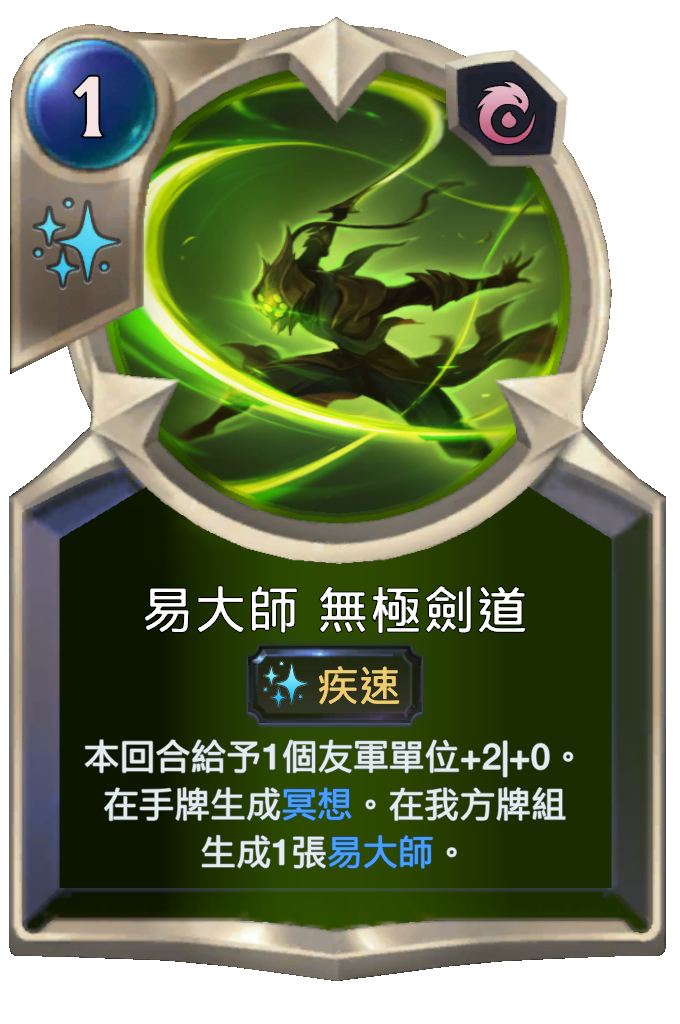 1
易大師 無極劍道
疾速
本回合給予1個友軍單位+2|+0。
在手牌生成冥想。在我方牌組
生成1張易大師。